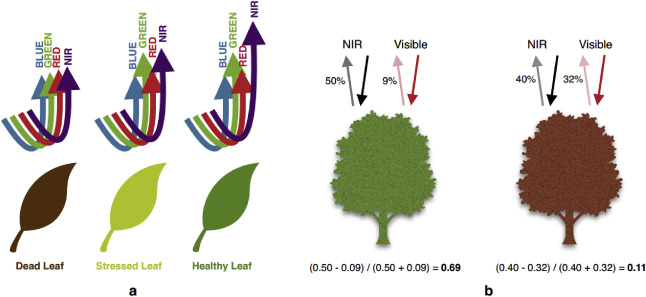 BLUE
GREEN
RED
NIR
BLUE
GREEN
RED
NIR
BLUE
GREEN
RED
NIR
Dead Leaf
Stressed Leaf
Healthy Leaf
a
NIR
Visible
50%
9%
(0.50 - 0.09) / (0.50 + 0.09) = 0.69
NIR
Visible
40%
32%
(0.40 - 0.32) / (0.40 + 0.32) = 0.11
b